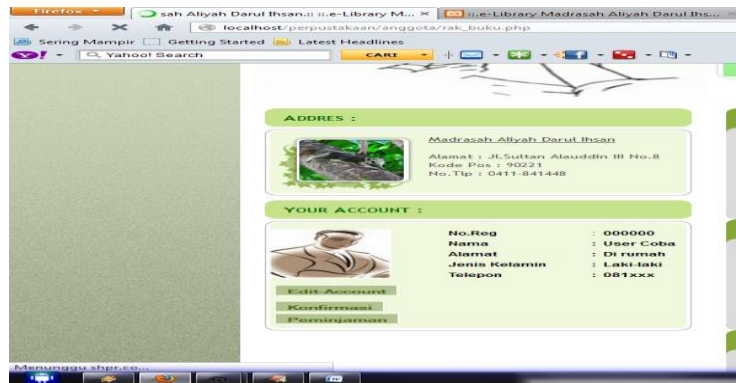 Firefox
sah Aliyah Darul Ihsan.:: ::.e-Library M... ×
::.e-Library Madrasah Aliyah Darul Ihs...
localhost/perpustakaan/anggota/rak_buku.php
Sering Mampir Getting Started Latest Headlines
Y! Yahoo! Search CARI
ADDRES :
Madrasah Aliyah Darul Ihsan
Alamat : Jl.Sultan Alauddin III No.8
Kode Pos : 90221
No.Tlp : 0411-841448
YOUR ACCOUNT :
No.Reg : 000000
Nama : User Coba
Alamat : Di rumah
Jenis Kelamin : Laki-laki
Telepon : 081xxx
Edit-Account
Konfirmasi
Peminjaman
Menunggu shpr.co...